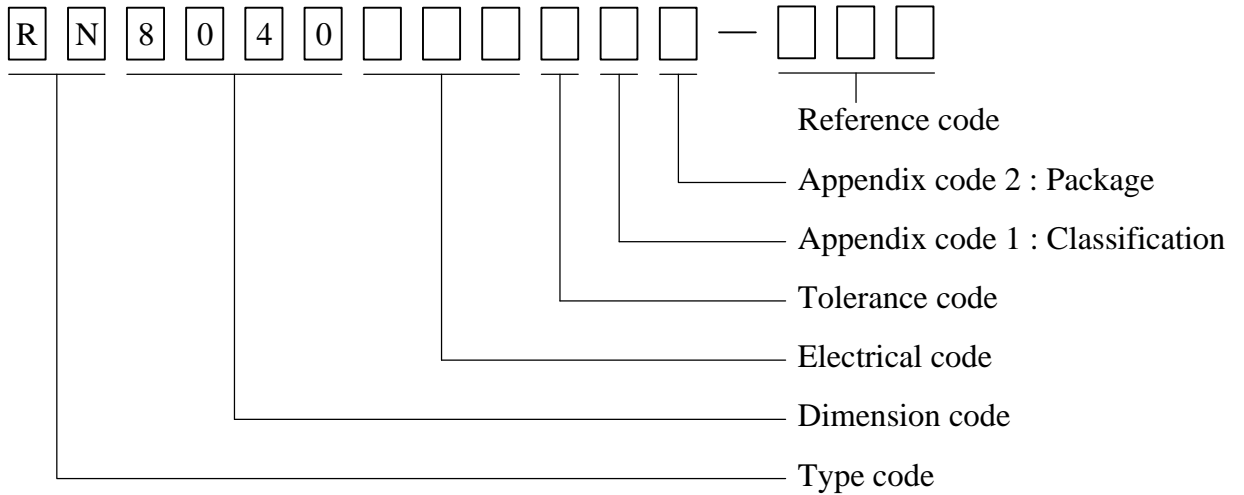 R N 8 0 4 0 —
Reference code
Appendix code 2 : Package
Appendix code 1 : Classification
Tolerance code
Electrical code
Dimension code
Type code